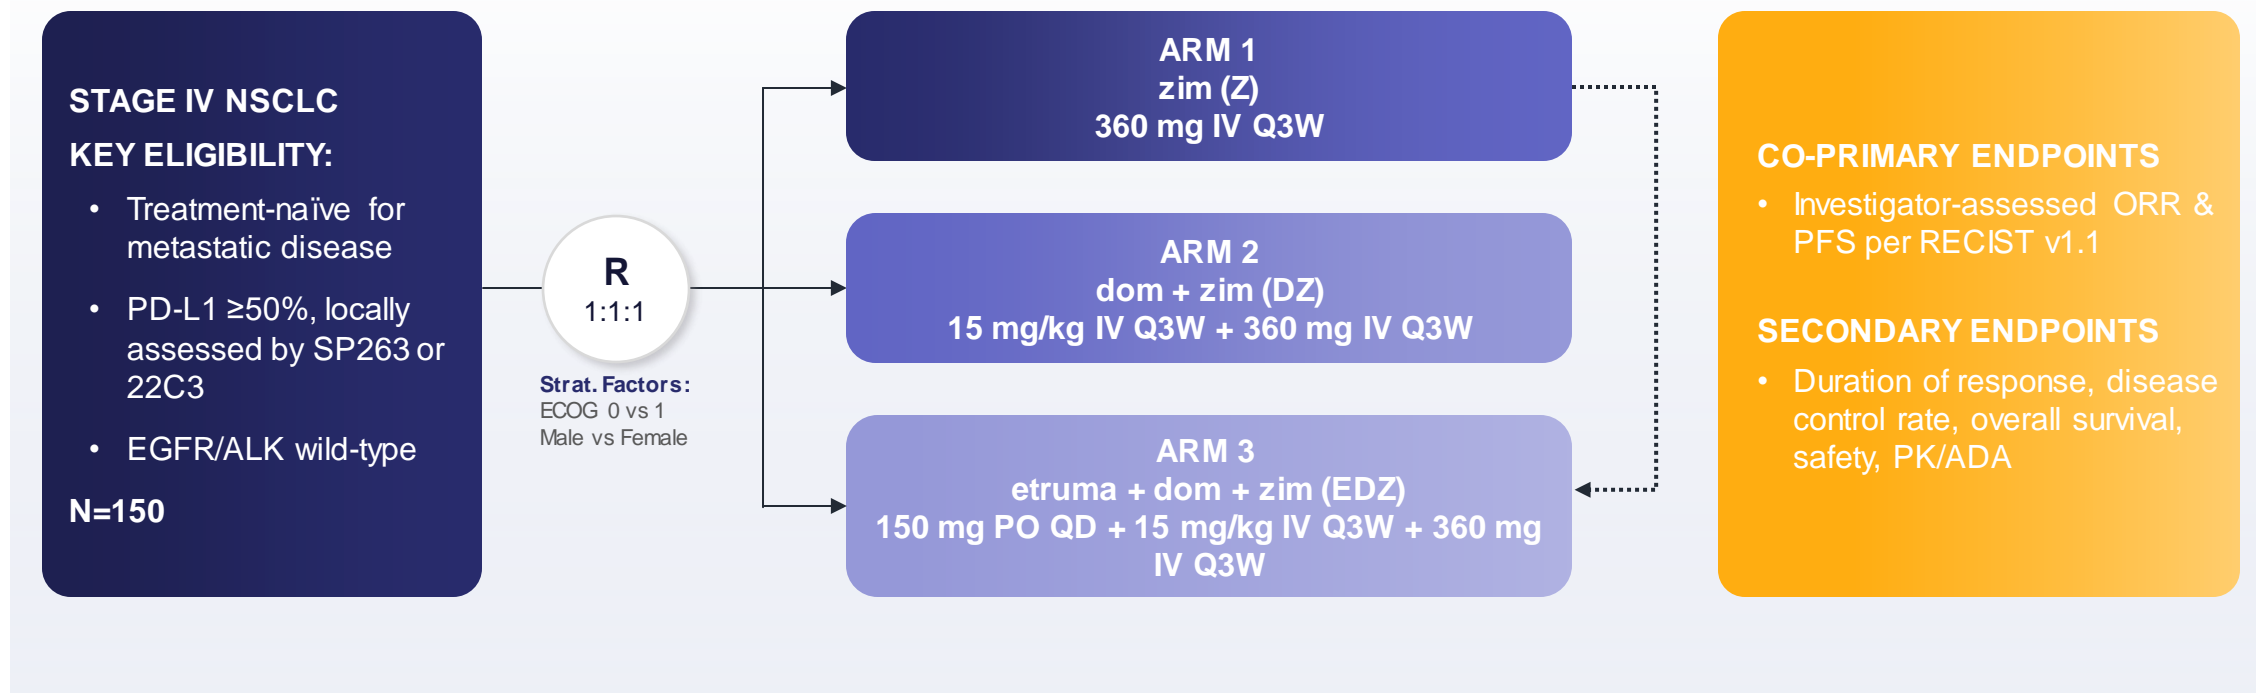 STAGE IV NSCLC
KEY ELIGIBILITY:
• Treatment-naïve for
metastatic disease
• PD-L1 ≥50%, locally
assessed by SP263 or
22C3
• EGFR/ALK wild-type
N=150
R
1:1:1
Strat. Factors:
ECOG 0 vs 1
Male vs Female
ARM 1
zim (Z)
360 mg IV Q3W
ARM 2
dom + zim (DZ)
15 mg/kg IV Q3W + 360 mg IV Q3W
ARM 3
etruma + dom + zim (EDZ)
150 mg PO QD + 15 mg/kg IV Q3W + 360 mg
IV Q3W
CO-PRIMARY ENDPOINTS
• Investigator-assessed ORR &
PFS per RECIST v1.1
SECONDARY ENDPOINTS
• Duration of response, disease
control rate, overall survival,
safety, PK/ADA